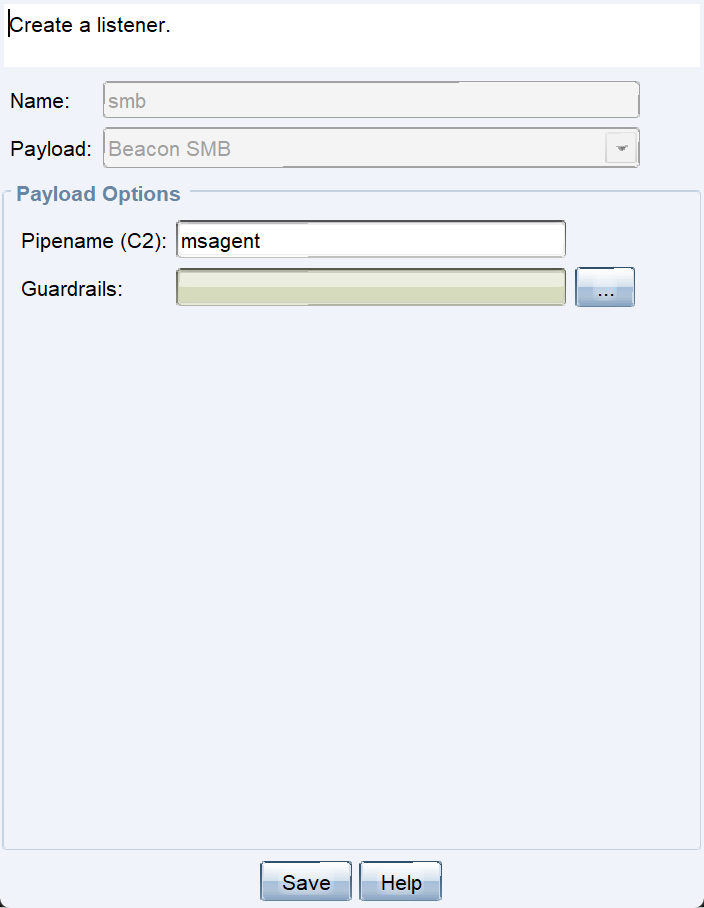 Create a listener.
Name: smb
Payload: Beacon SMB
Payload Options
Pipename (C2): msagent
Guardrails: ...
Save Help